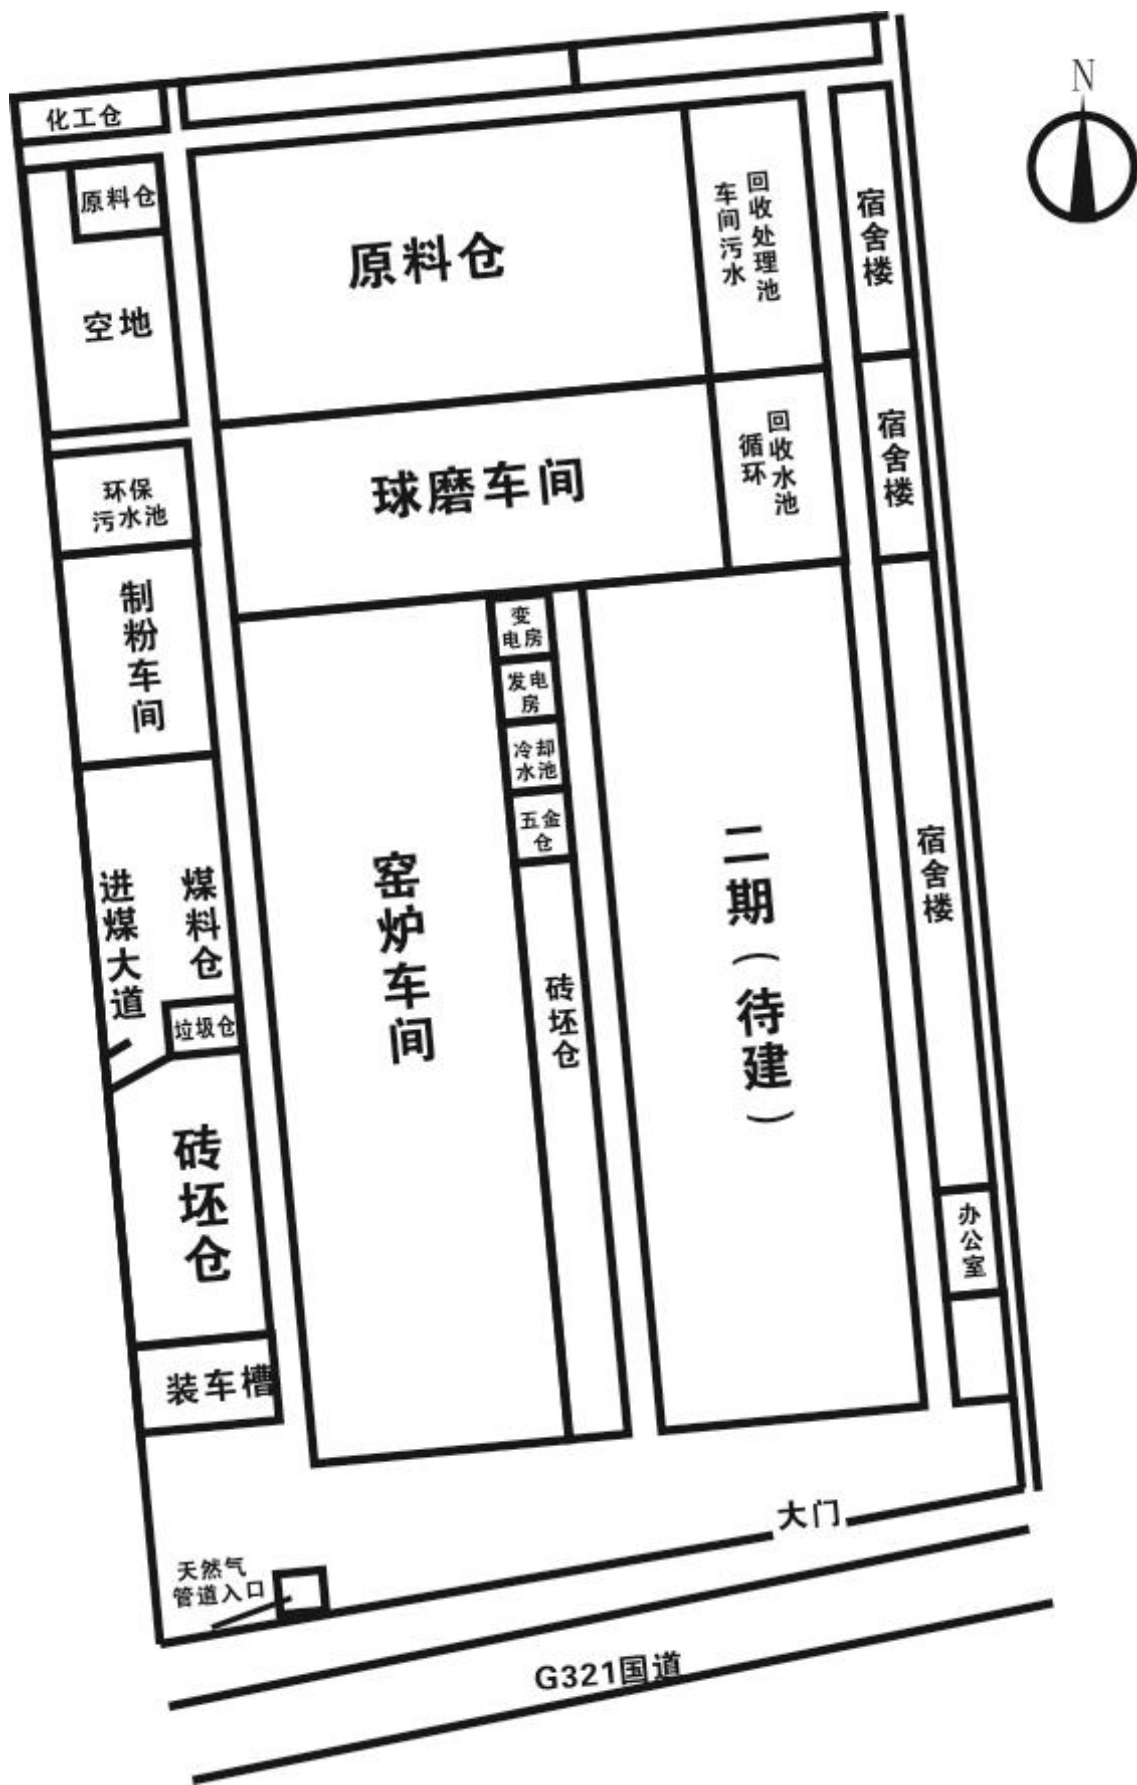 N
化工仓
原料仓
空地
原料仓
车间污水
回收处理池
宿舍楼
环保
污水池
球磨车间
循环
回收水池
宿舍楼
制粉车间
变
电房
发电
房
冷却
水池
五金
仓
进煤大道
煤料仓
垃圾仓
窑炉车间
砖坯仓
二期(待建)
宿舍楼
砖坯仓
办公室
装车槽
大门
天然气
管道入口
G321国道